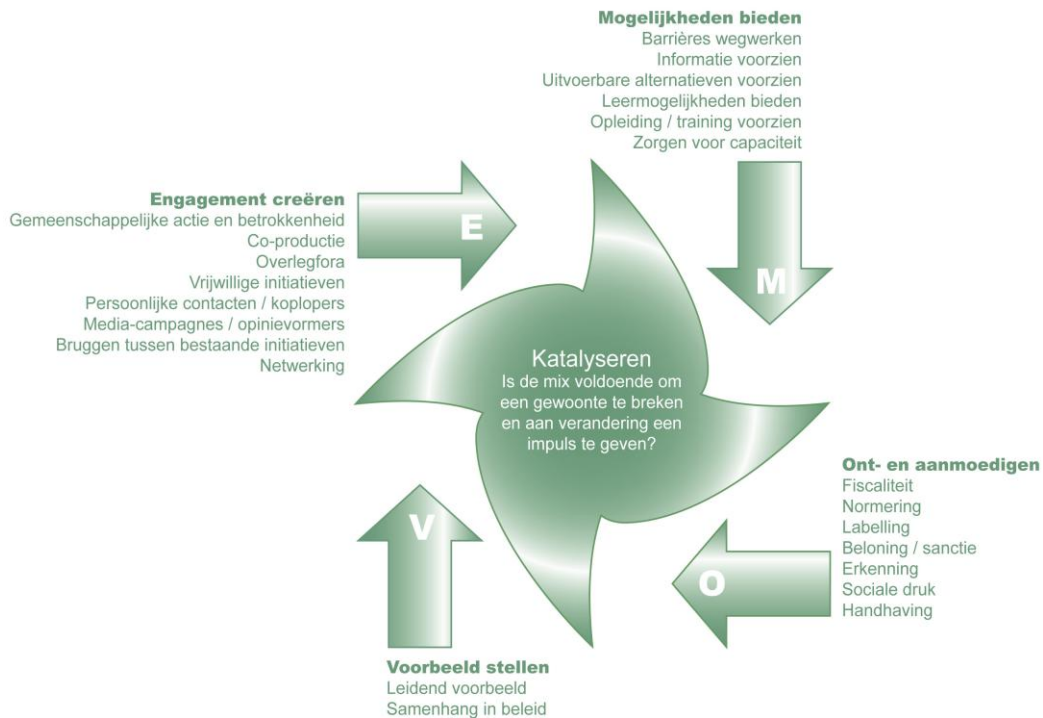 Mogelijkheden bieden
Barrières wegwerken
Informatie voorzien
Uitvoerbare alternatieven voorzien
Leermogelijkheden bieden
Opleiding / training voorzien
Zorgen voor capaciteit
M
Engagement creëren
Gemeenschappelijke actie en betrokkenheid
Co-productie
Overlegfora
Vrijwillige initiatieven
Persoonlijke contacten / koplopers
Media-campagnes / opinievormers
Bruggen tussen bestaande initiatieven
Netwerking
E
Katalyseren
Is de mix voldoende om
een gewoonte te breken
en aan verandering een
impuls te geven?
Ont- en aanmoedigen
Fiscaliteit
Normering
Labelling
Beloning / sanctie
Erkenning
Sociale druk
Handhaving
O
V
Voorbeeld stellen
Leidend voorbeeld
Samenhang in beleid